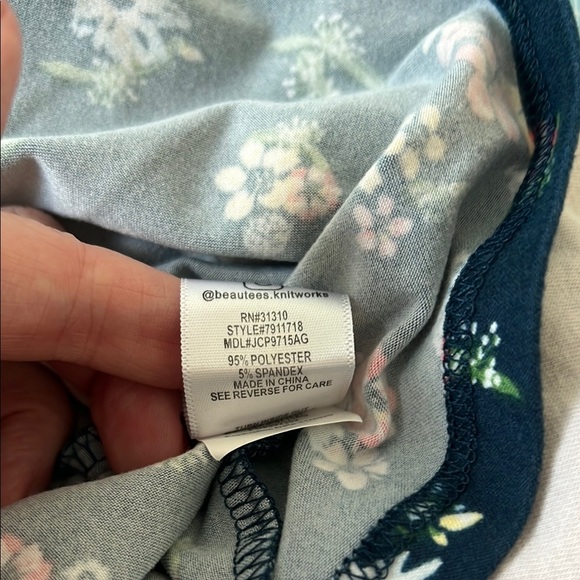 @beautees.knitworks
RN#31310
STYLE#7911718
MDL#JCP9715AG
95% POLYESTER
5% SPANDEX
MADE IN CHINA
SEE REVERSE FOR CARE